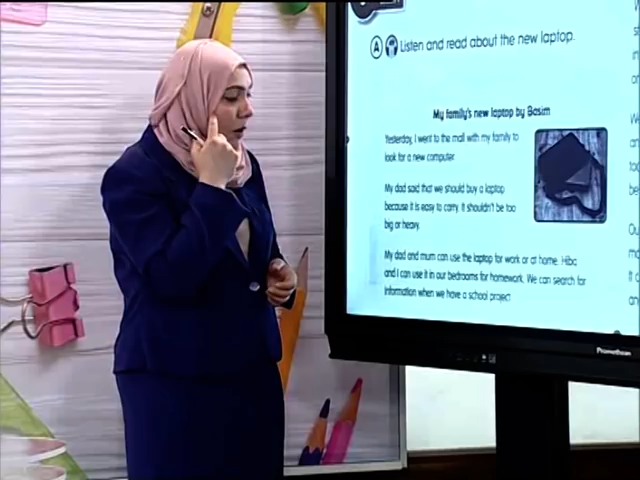 A Listen and read about the new laptop.
My family's new laptop by Basim
Yesterday, I went to the mall with my family to
look for a new computer.
My dad said that we should buy a laptop
because it is easy to carry. It shouldn't be too
big or heavy.
My dad and mum can use the laptop for work or at home. Hiba
and I can use it in our bedrooms for homework. We can search for
information when we have a school project.
Promethean